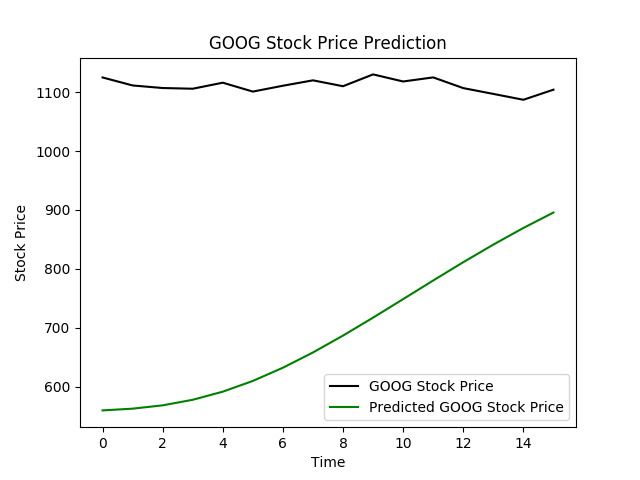 GOOG Stock Price Prediction
Stock Price
1100
1000
900
800
700
600
GOOG Stock Price
Predicted GOOG Stock Price
0 2 4 6 8 10 12 14
Time